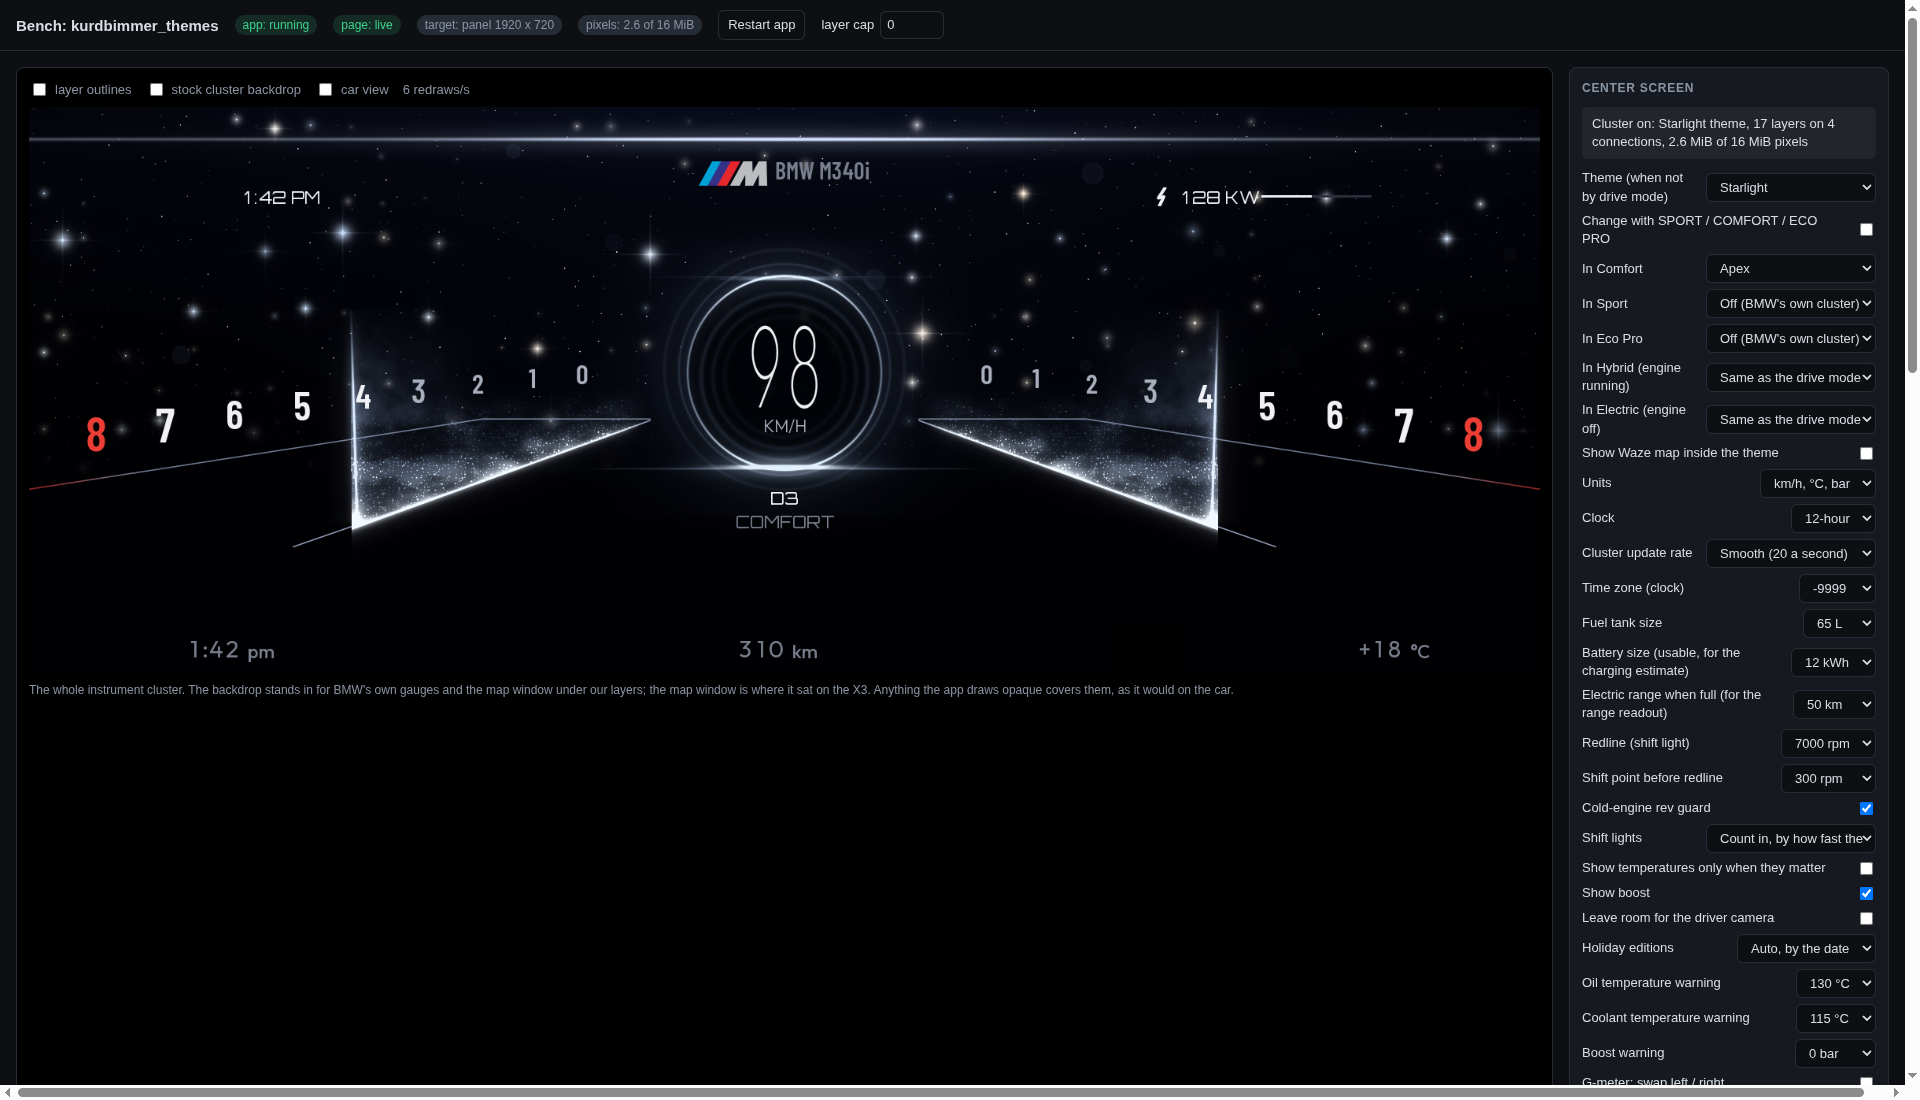 Bench: kurdbimmer_themes
app: running
page: live
target: panel 1920 x 720
pixels: 2.6 of 16 MiB
Restart app
layer cap 0
layer outlines
stock cluster backdrop
car view
6 redraws/s
M BMW M340i
1:42 PM
128 KW
98
KM/H
8 7 6 5 4 3 2 1 0
0 1 2 3 4 5 6 7 8
D3
COMFORT
1:42 pm
310 km
+18 °C
The whole instrument cluster. The backdrop stands in for BMW's own gauges and the map window under our layers; the map window is where it sat on the X3. Anything the app draws opaque covers them, as it would on the car.
CENTER SCREEN
Cluster on: Starlight theme, 17 layers on 4
connections, 2.6 MiB of 16 MiB pixels
Theme (when not
by drive mode)
Starlight
Change with SPORT / COMFORT / ECO
PRO
In Comfort
Apex
In Sport
Off (BMW's own cluster)
In Eco Pro
Off (BMW's own cluster)
In Hybrid (engine
running)
Same as the drive mode
In Electric (engine
off)
Same as the drive mode
Show Waze map inside the theme
Units
km/h, °C, bar
Clock
12-hour
Cluster update rate
Smooth (20 a second)
Time zone (clock)
-9999
Fuel tank size
65 L
Battery size (usable, for the
charging estimate)
12 kWh
Electric range when full (for the
range readout)
50 km
Redline (shift light)
7000 rpm
Shift point before redline
300 rpm
Cold-engine rev guard
Shift lights
Count in, by how fast the
Show temperatures only when they matter
Show boost
Leave room for the driver camera
Holiday editions
Auto, by the date
Oil temperature warning
130 °C
Coolant temperature warning
115 °C
Boost warning
0 bar
G-meter: swap left / right